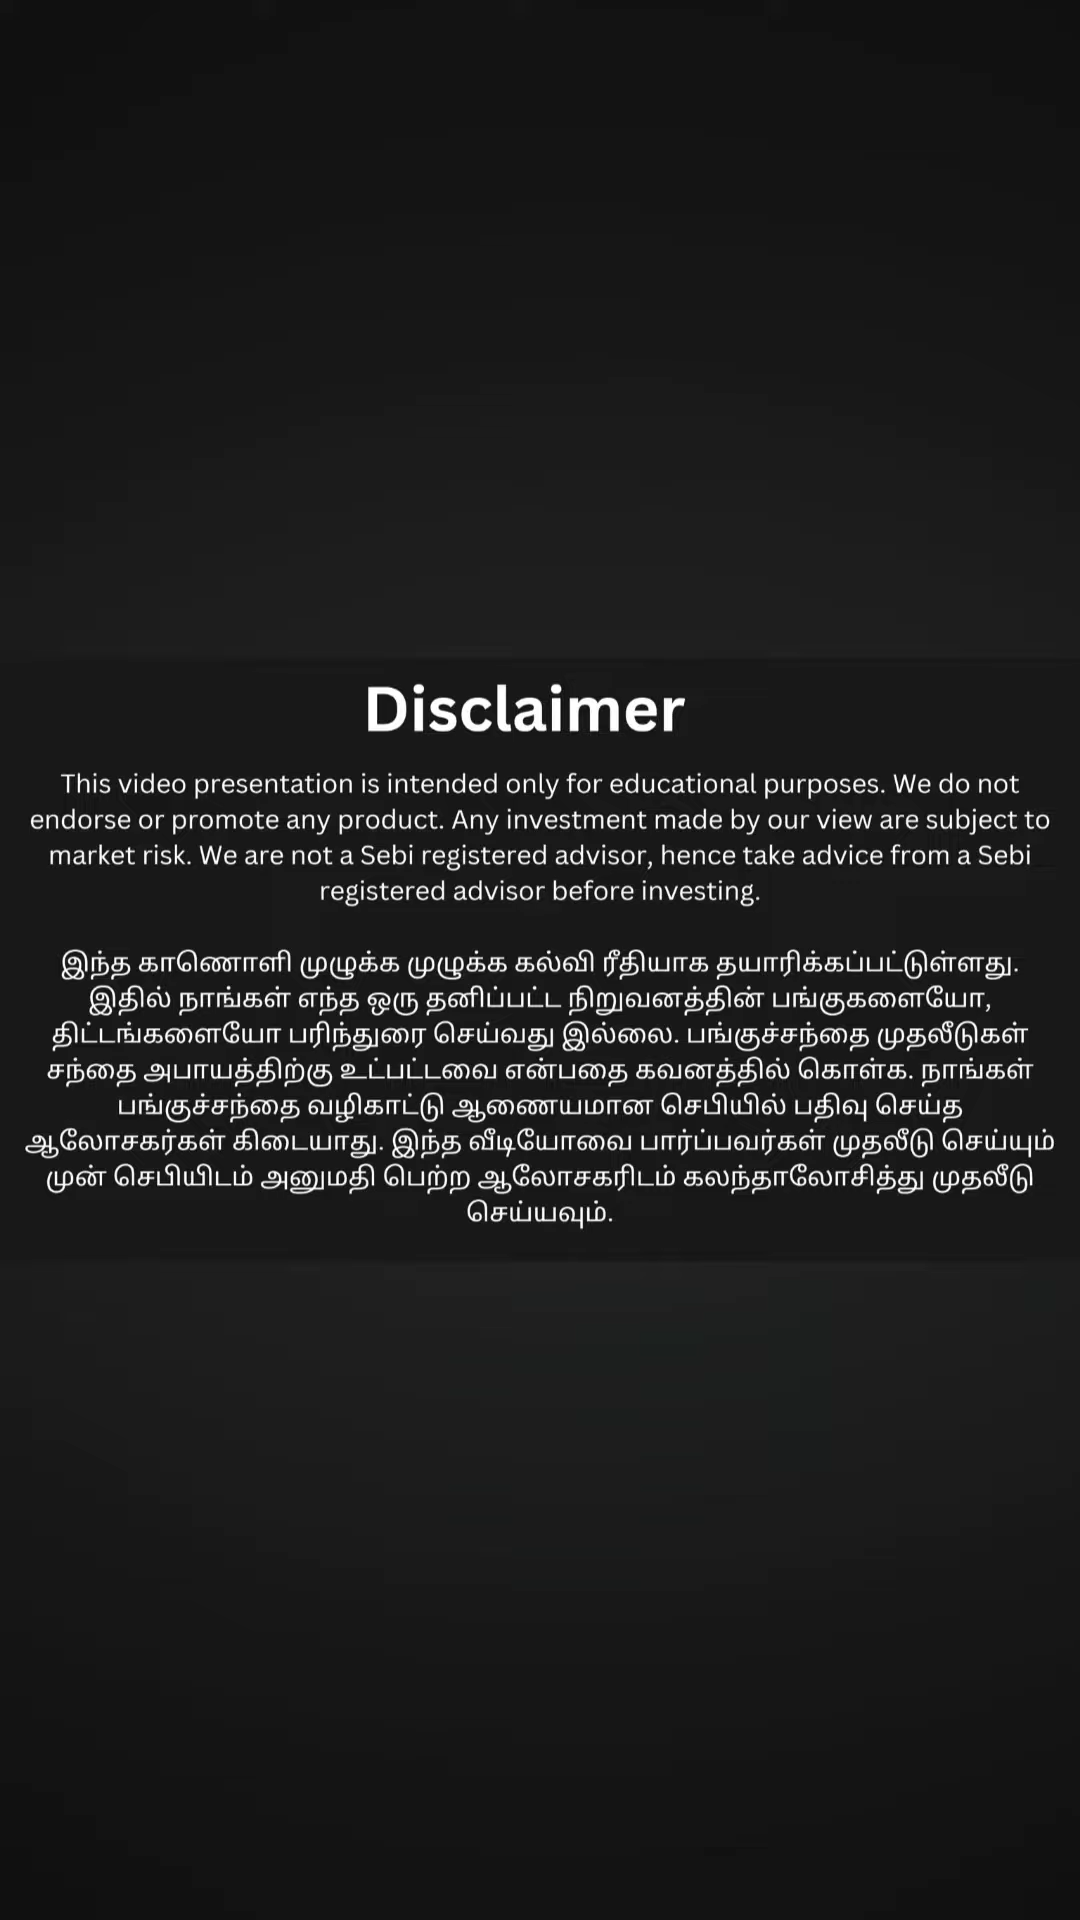 Disclaimer
This video presentation is intended only for educational purposes. We do not
endorse or promote any product. Any investment made by our view are subject to
market risk. We are not a Sebi registered advisor, hence take advice from a Sebi
registered advisor before investing.
இந்த காணொளி முழுக்க முழுக்க கல்வி ரீதியாக தயாரிக்கப்பட்டுள்ளது.
இதில் நாங்கள் எந்த ஒரு தனிப்பட்ட நிறுவனத்தின் பங்குகளையோ,
திட்டங்களையோ பரிந்துரை செய்வது இல்லை. பங்குச்சந்தை முதலீடுகள்
சந்தை அபாயத்திற்கு உட்பட்டவை என்பதை கவனத்தில் கொள்க. நாங்கள்
பங்குச்சந்தை வழிகாட்டு ஆணையமான செபியில் பதிவு செய்த
ஆலோசகர்கள் கிடையாது. இந்த வீடியோவை பார்ப்பவர்கள் முதலீடு செய்யும்
முன் செபியிடம் அனுமதி பெற்ற ஆலோசகரிடம் கலந்தாலோசித்து முதலீடு
செய்யவும்.